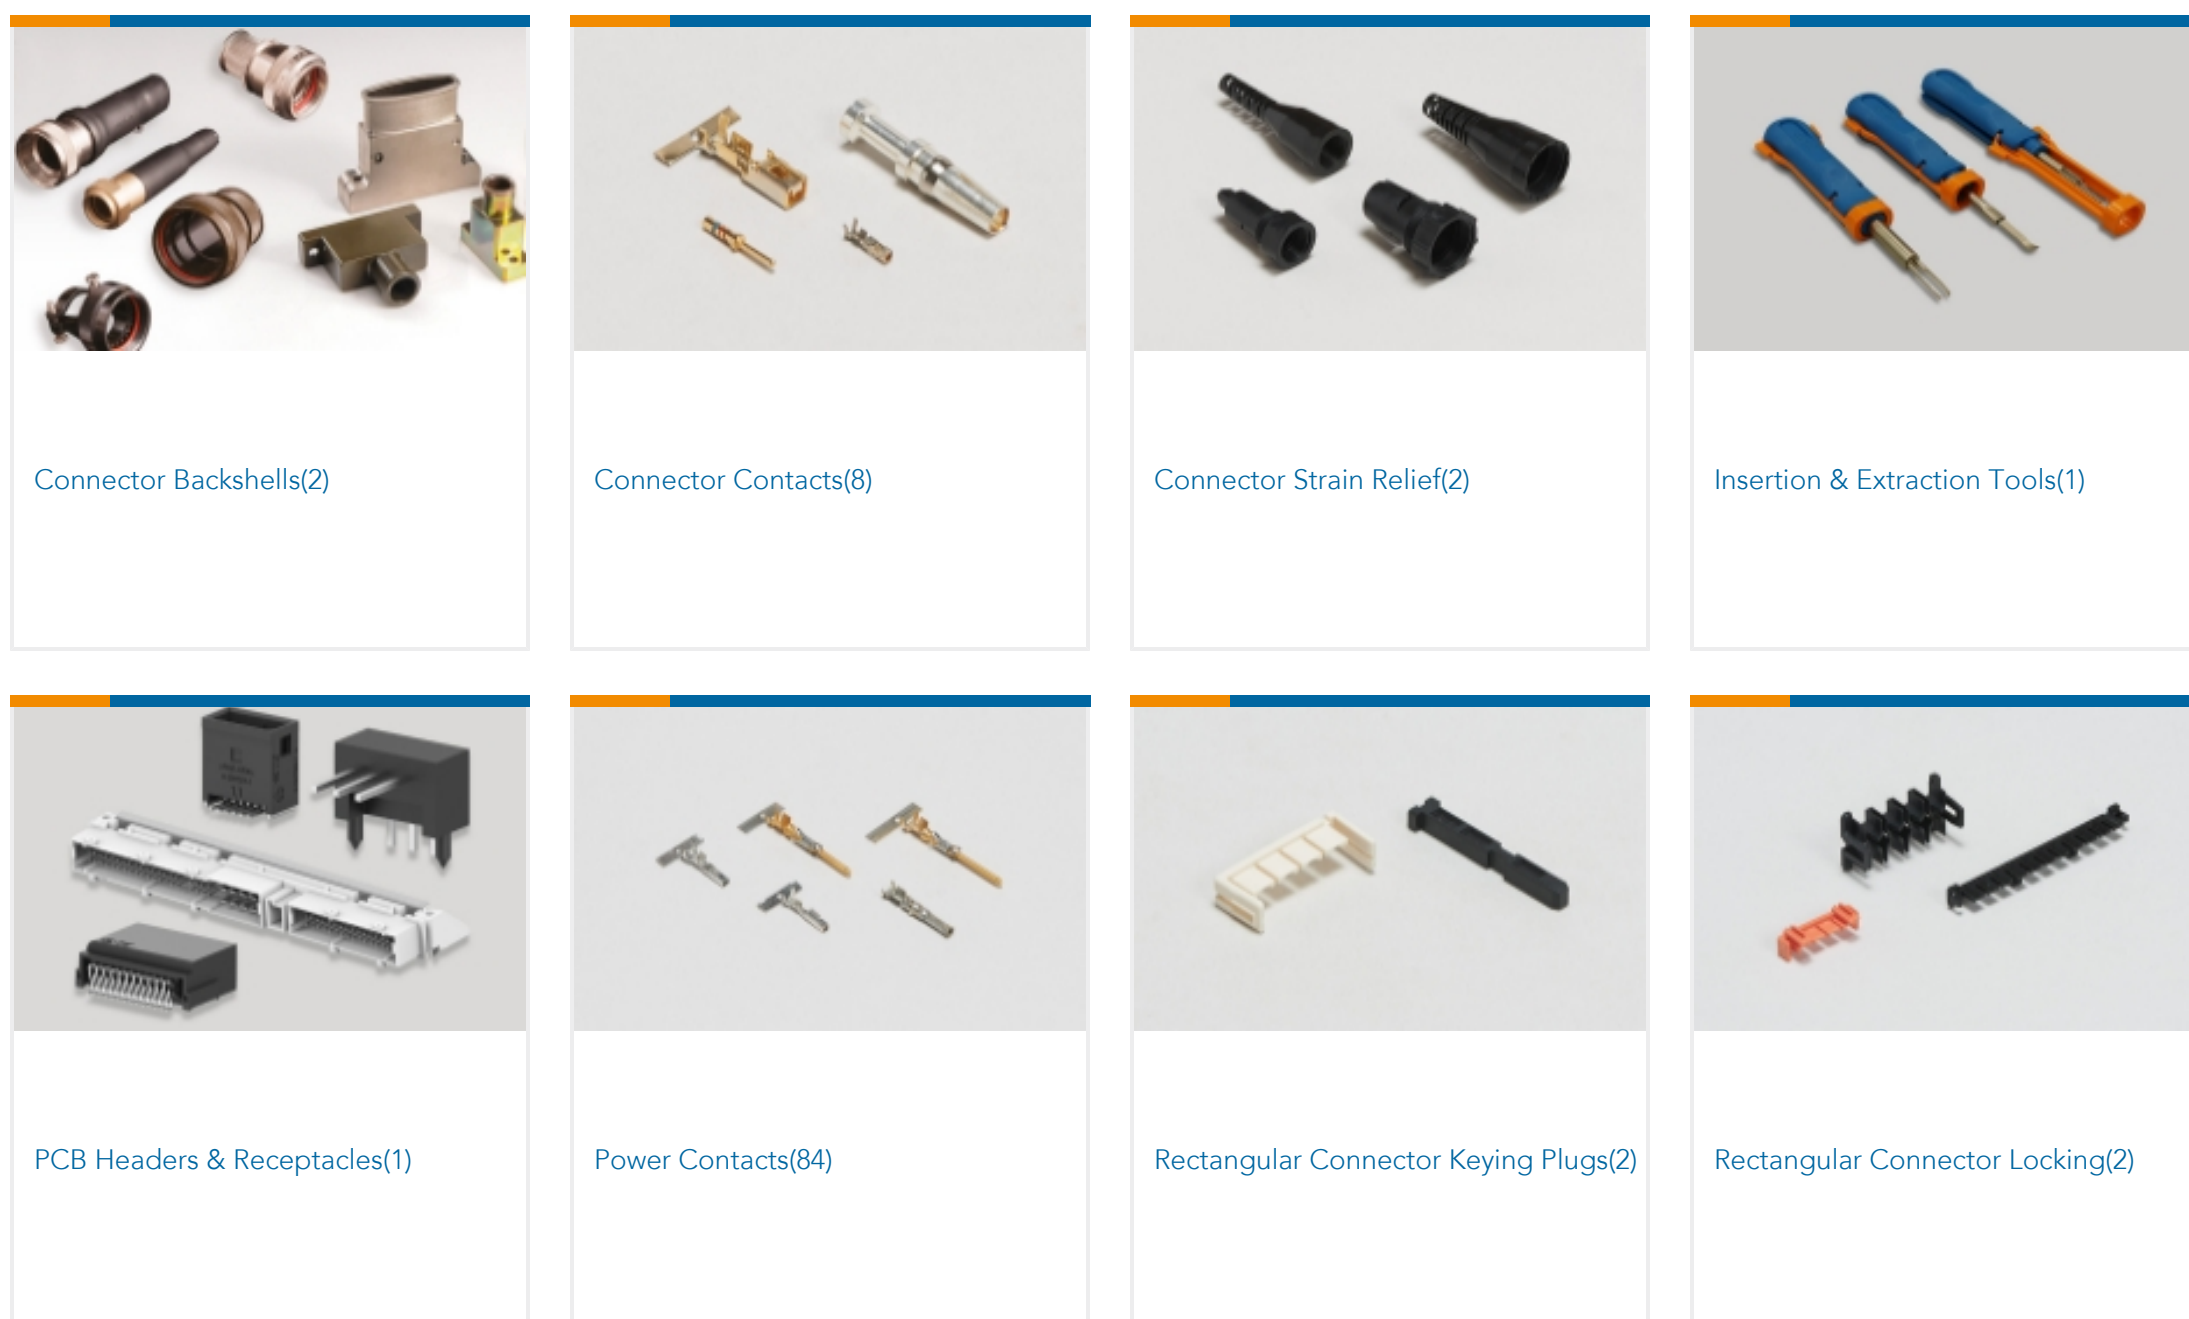 Connector Backshells(2)
Connector Contacts(8)
Connector Strain Relief(2)
Insertion & Extraction Tools(1)
PCB Headers & Receptacles(1)
Power Contacts(84)
Rectangular Connector Keying Plugs(2)
Rectangular Connector Locking(2)